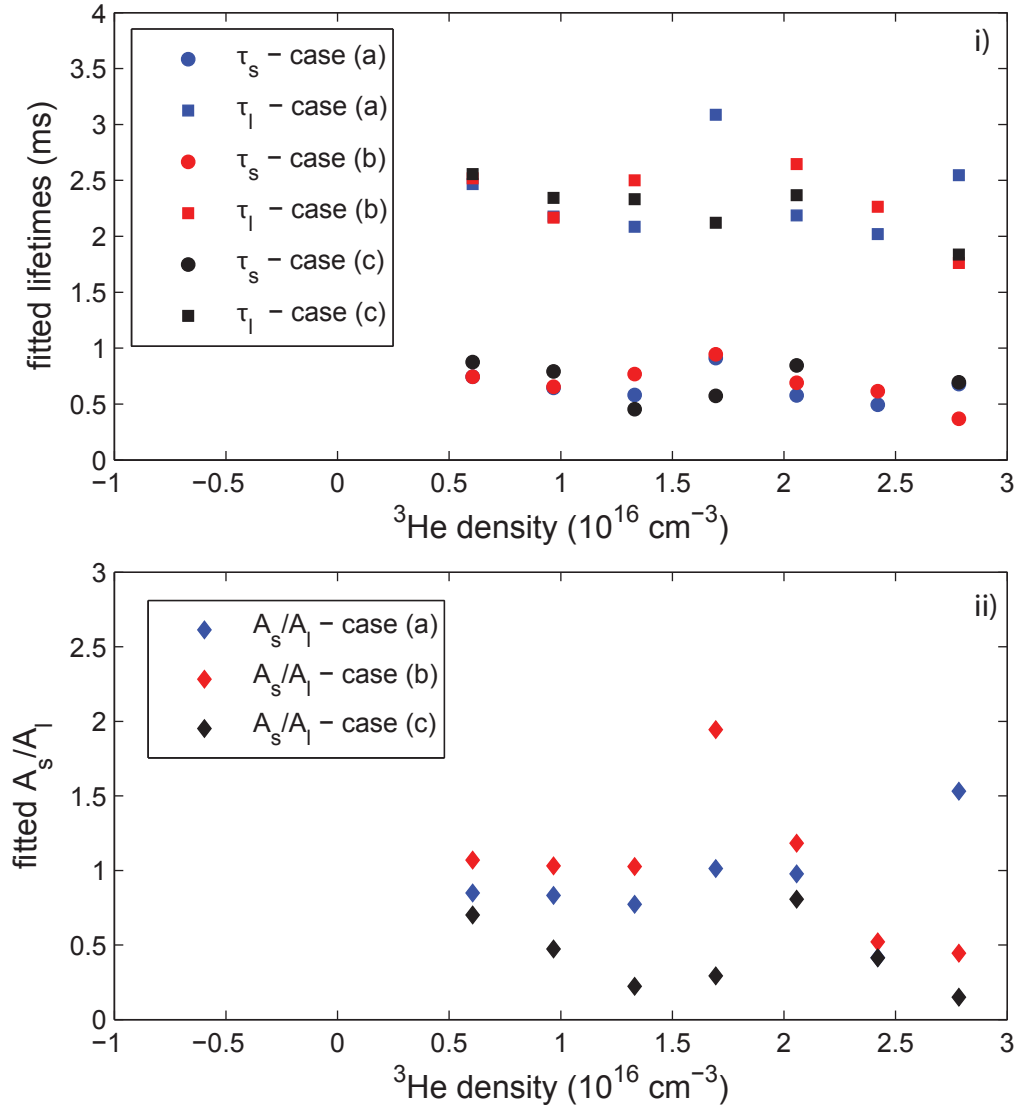 i)
4
3.5
3
2.5
2
1.5
1
0.5
0
fitted lifetimes (ms)
τs − case (a)
τl − case (a)
τs − case (b)
τl − case (b)
τs − case (c)
τl − case (c)
−1 −0.5 0 0.5 1 1.5 2 2.5 3
³He density (10¹⁶ cm⁻³)
ii)
3
2.5
2
1.5
1
0.5
0
fitted As/Al
As/Al − case (a)
As/Al − case (b)
As/Al − case (c)
−1 −0.5 0 0.5 1 1.5 2 2.5 3
³He density (10¹⁶ cm⁻³)